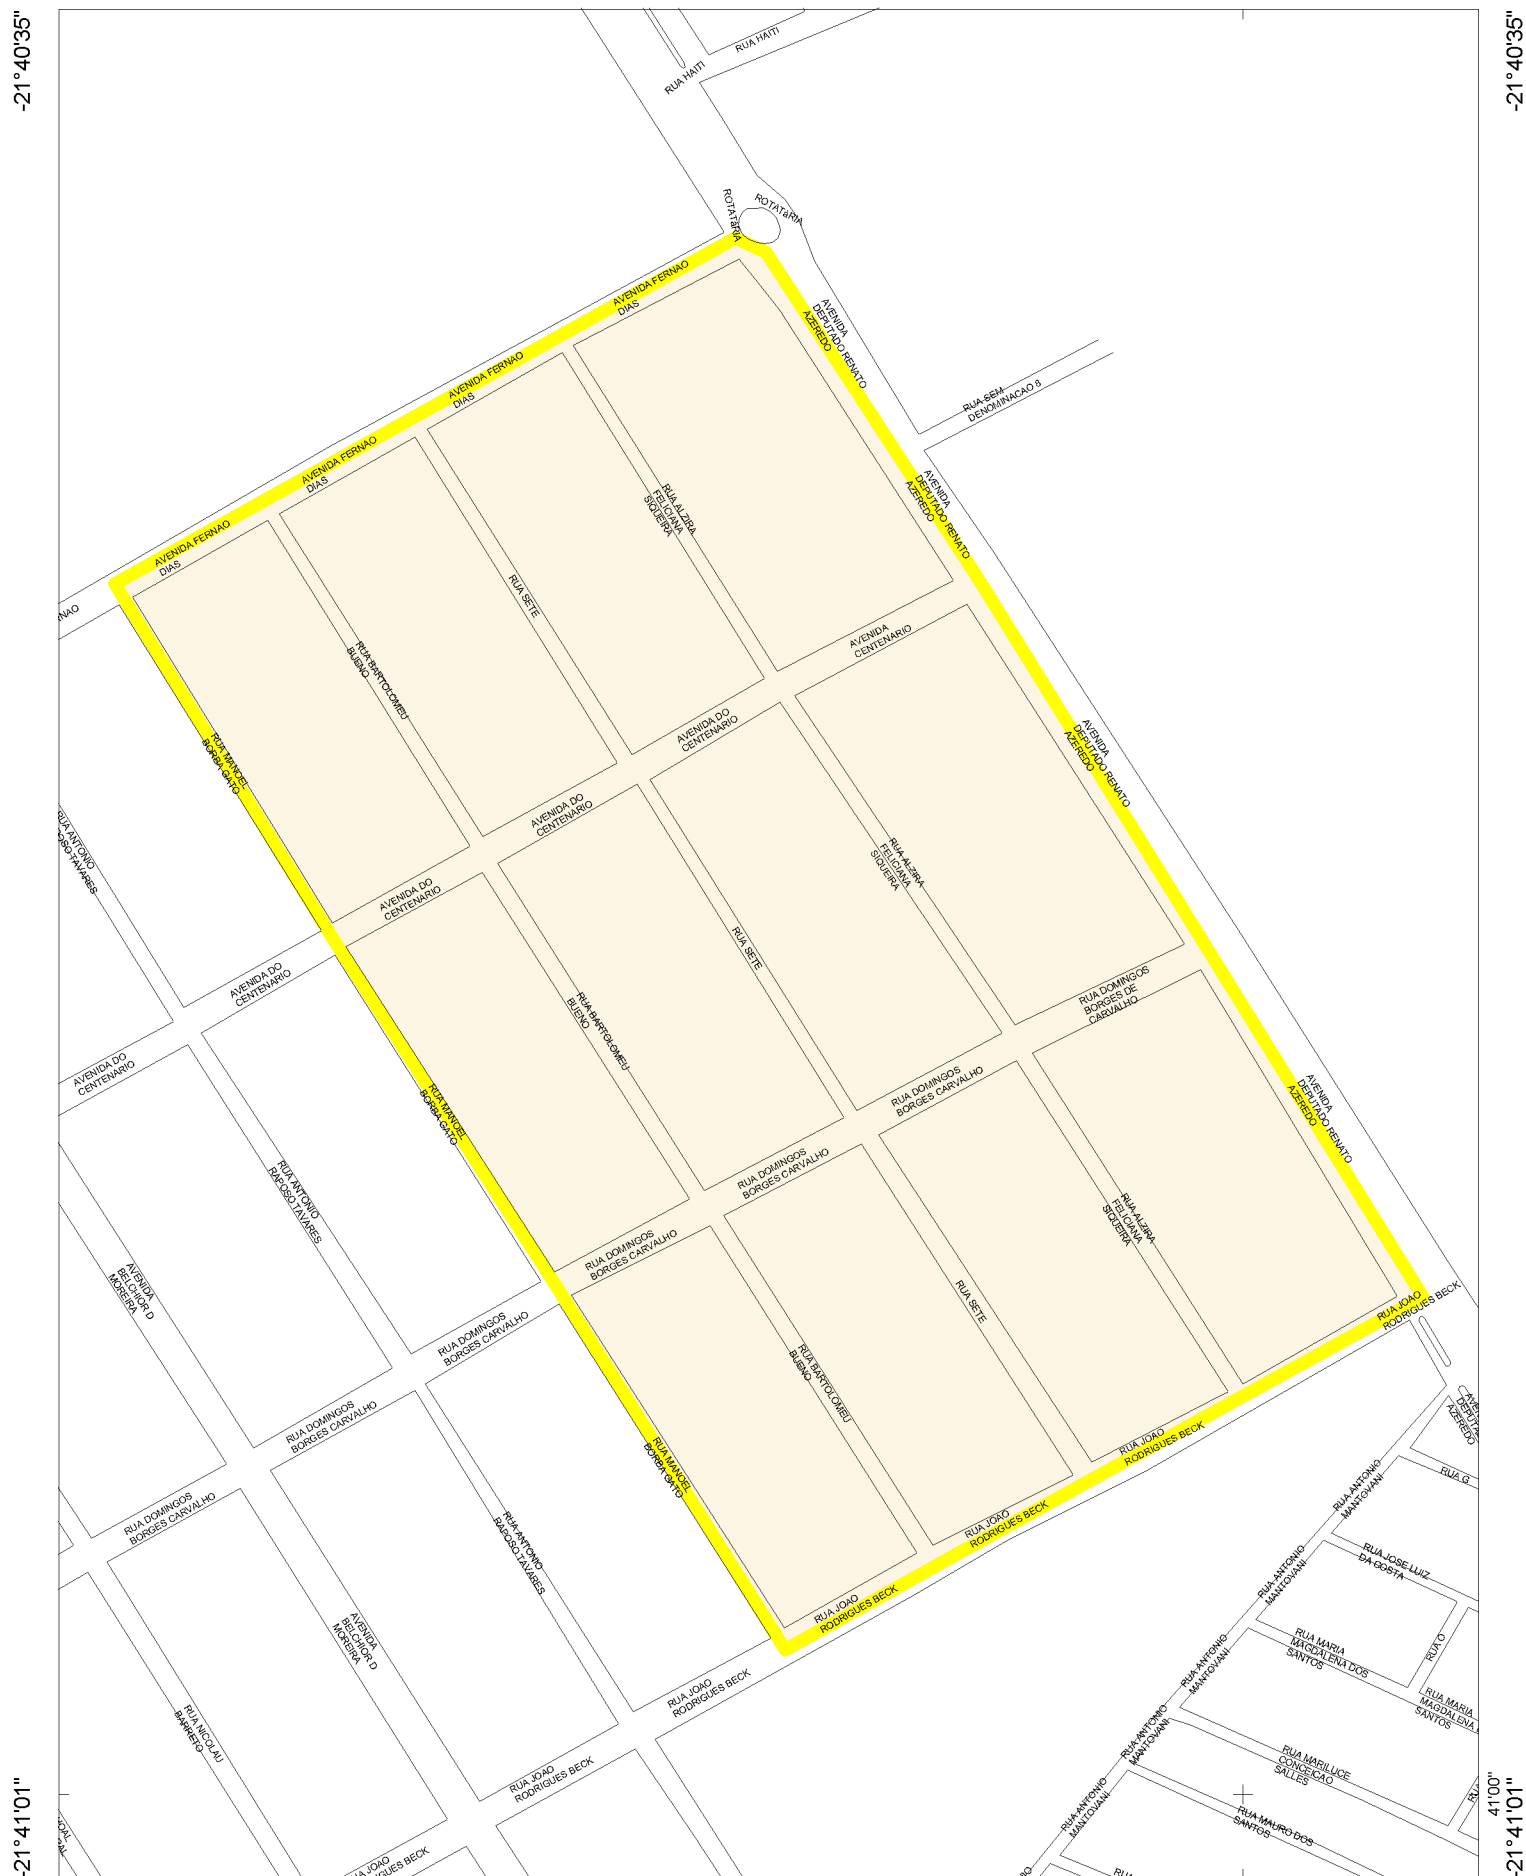 -21°40'35"
-21°40'35"
RUA HAITI
RUA HAITI
ROTATàRIA
ROTATàRIA
AVENIDA FERNAO
DIAS
AVENIDA FERNAO
DIAS
AVENIDA FERNAO
DIAS
AVENIDA FERNAO
DIAS
AVENIDA
DEPUTADO RENATO
AZEREDO
RUA SEM
DENOMINACAO 8
AVENIDA
DEPUTADO RENATO
AZEREDO
RUA ALZIRA
FELICIANA
SIQUEIRA
RUA SETE
RUA BARTOLOMEU
BUENO
AVENIDA
CENTENARIO
AVENIDA DO
CENTENARIO
AVENIDA DO
CENTENARIO
AVENIDA DO
CENTENARIO
AVENIDA DO
CENTENARIO
AVENIDA DO
CENTENARIO
RUA MANOEL
BORBA GATO
AVENIDA
DEPUTADO RENATO
AZEREDO
RUA ANTONIO
OSO TAVARES
RUA ALZIRA
FELICIANA
SIQUEIRA
RUA SETE
RUA BARTOLOMEU
BUENO
RUA DOMINGOS
BORGES DE
CARVALHO
RUA DOMINGOS
BORGES CARVALHO
RUA DOMINGOS
BORGES CARVALHO
RUA DOMINGOS
BORGES CARVALHO
RUA DOMINGOS
BORGES CARVALHO
RUA DOMINGOS
BORGES CARVALHO
RUA DOMINGOS
BORGES CARVALHO
RUA MANOEL
BORBA GATO
AVENIDA
DEPUTADO RENATO
AZEREDO
RUA ANTONIO
RAPOSO TAVARES
RUA ALZIRA
FELICIANA
SIQUEIRA
AVENIDA
BELCHIOR D
MOREIRA
RUA SETE
RUA BARTOLOMEU
BUENO
RUA JOAO
RODRIGUES BECK
RUA JOAO
RODRIGUES BECK
RUA JOAO
RODRIGUES BECK
RUA JOAO
RODRIGUES BECK
RUA JOAO
RODRIGUES BECK
RUA JOAO
RODRIGUES BECK
RUA MANOEL
BORBA GATO
RUA ANTONIO
RAPOSO TAVARES
AVENIDA
BELCHIOR D
MOREIRA
RUA NICOLAU
BARRETO
AZEREDO
RUA G
RUA ANTONIO
MANTOVANI
RUA JOSE LUIZ
DA COSTA
RUA ANTONIO
MANTOVANI
RUA MARIA
MAGDALENA DOS
SANTOS
RUA O
RUA ANTONIO
MANTOVANI
RUA MARIA
MAGDALENA
SANTOS
RUA ANTONIO
MANTOVANI
RUA MARILUCE
CONCEICAO
SALLES
RUA ANTONIO
MANTOVANI
RUA MAURO DOS
SANTOS
41'00"
-21°41'01"
-21°41'01"